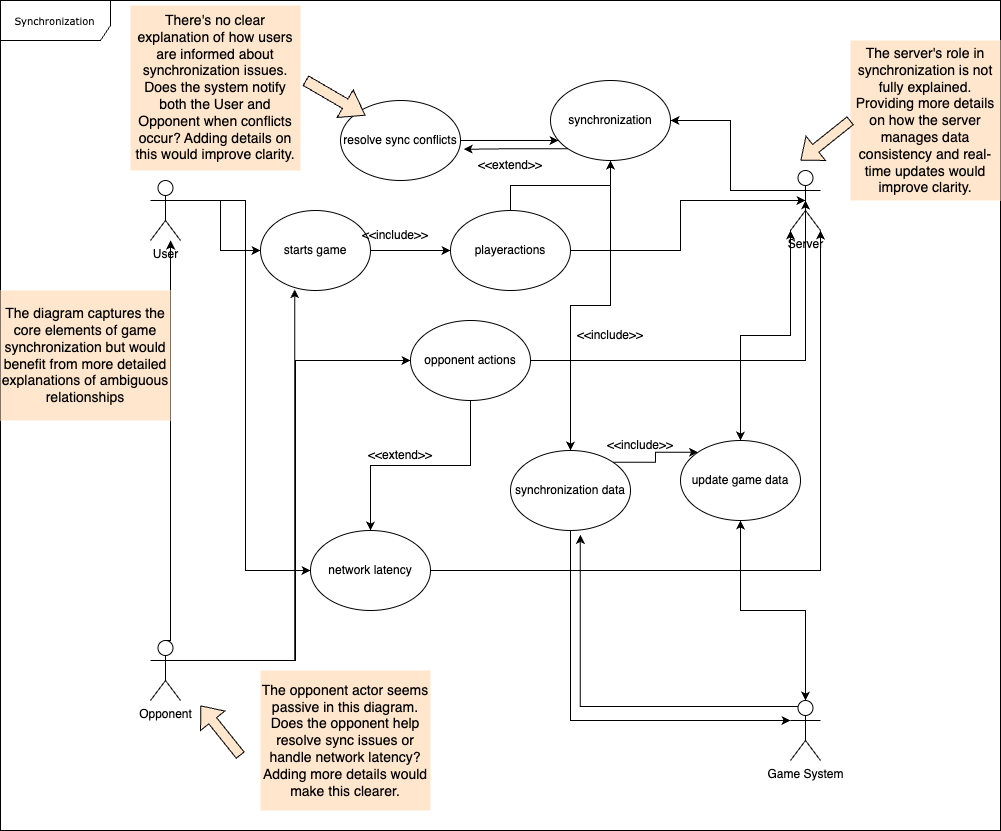 Synchronization
There's no clear
explanation of how users
are informed about
synchronization issues.
Does the system notify
both the User and
Opponent when conflicts
occur? Adding details on
this would improve clarity.
The server's role in
synchronization is not
fully explained.
Providing more details
on how the server
manages data
consistency and real-
time updates would
improve clarity.
resolve sync conflicts
synchronization
<<extend>>
User
starts game
<<include>>
playeractions
Server
The diagram captures the
core elements of game
synchronization but would
benefit from more detailed
explanations of ambiguous
relationships
<<include>>
opponent actions
<<extend>>
<<include>>
synchronization data
update game data
network latency
Opponent
The opponent actor seems
passive in this diagram.
Does the opponent help
resolve sync issues or
handle network latency?
Adding more details would
make this clearer.
Game System